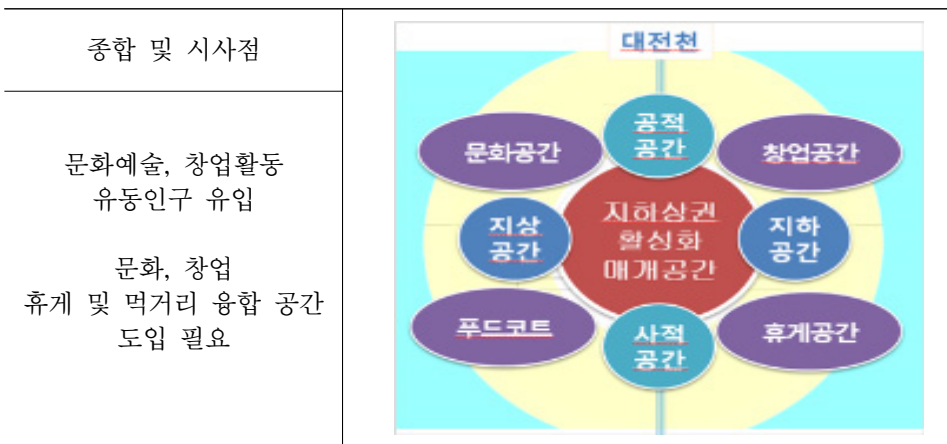 종합 및 시사점
문화예술, 창업활동
유동인구 유입
문화, 창업
휴게 및 먹거리 융합 공간
도입 필요
대전천
공적
공간
문화공간
창업공간
지상
공간
지하상권
활성화
매개공간
지하
공간
푸드코트
사적
공간
휴게공간